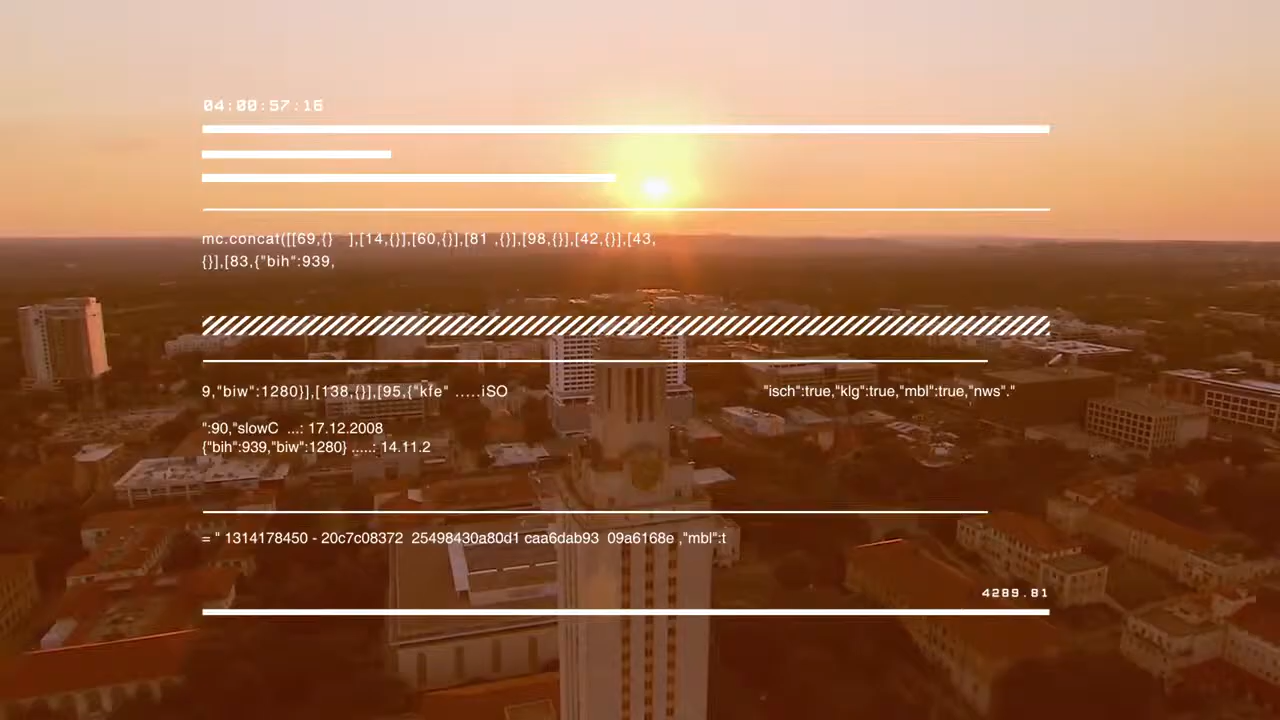 04:00:57:16
mc.concat([[69,{}   ],[14,{}],[60,{}],[81 ,{}],[98,{}],[42,{}],[43,
{}],[83,{"bih":939,
9,"biw":1280}],[138,{}],[95,{"kfe" .....iSO
"isch":true,"klg":true,"mbl":true,"nws"."
":90,"slowC  ...: 17.12.2008
{"bih":939,"biw":1280} .....: 14.11.2
= " 1314178450 - 20c7c08372  25498430a80d1 caa6dab93  09a6168e ,"mbl":t
4289.81